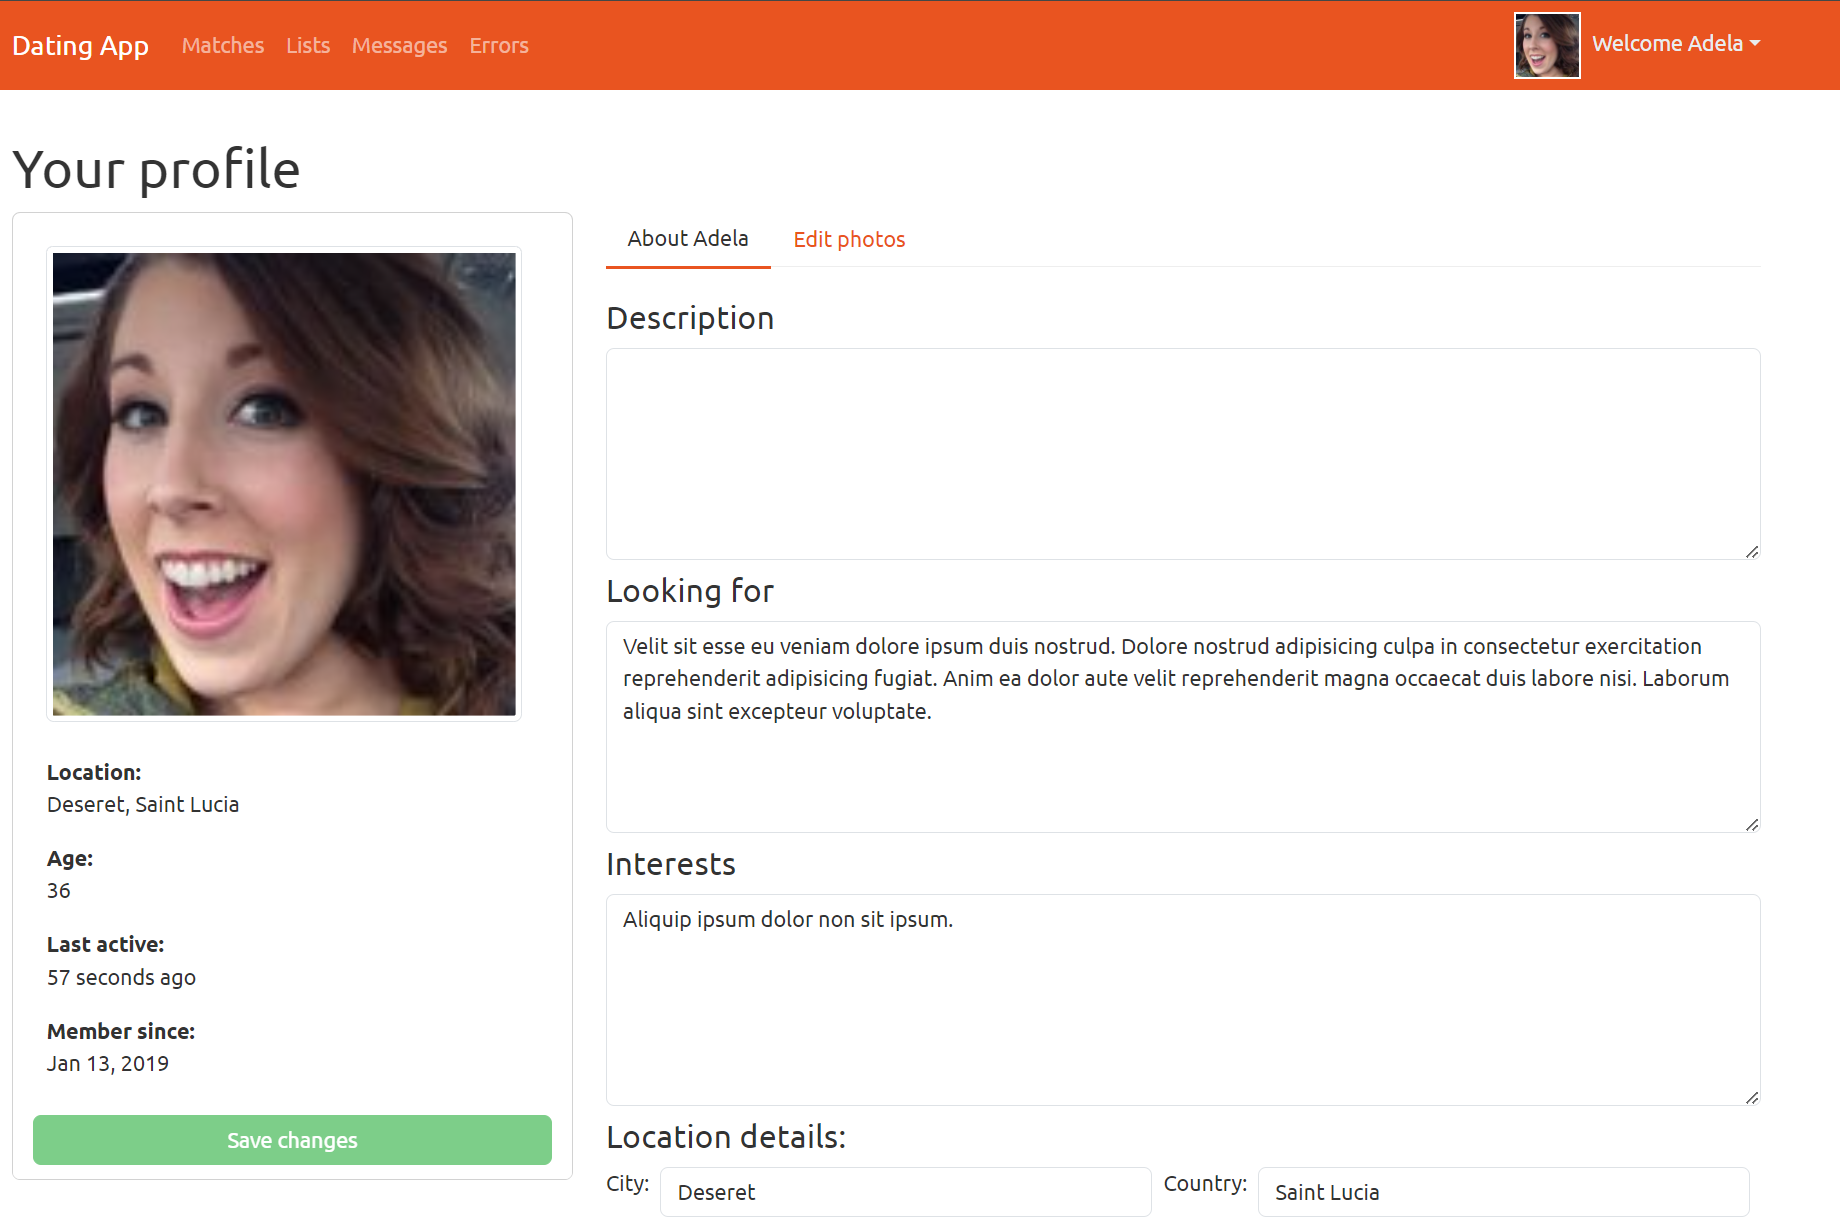 Dating App Matches Lists Messages Errors Welcome Adela
Your profile
About Adela Edit photos
Description
Looking for
Velit sit esse eu veniam dolore ipsum duis nostrud. Dolore nostrud adipisicing culpa in consectetur exercitation
reprehenderit adipisicing fugiat. Anim ea dolor aute velit reprehenderit magna occaecat duis labore nisi. Laborum
aliqua sint excepteur voluptate.
Interests
Aliquip ipsum dolor non sit ipsum.
Location details:
City: Deseret Country: Saint Lucia
Location:
Deseret, Saint Lucia
Age:
36
Last active:
57 seconds ago
Member since:
Jan 13, 2019
Save changes